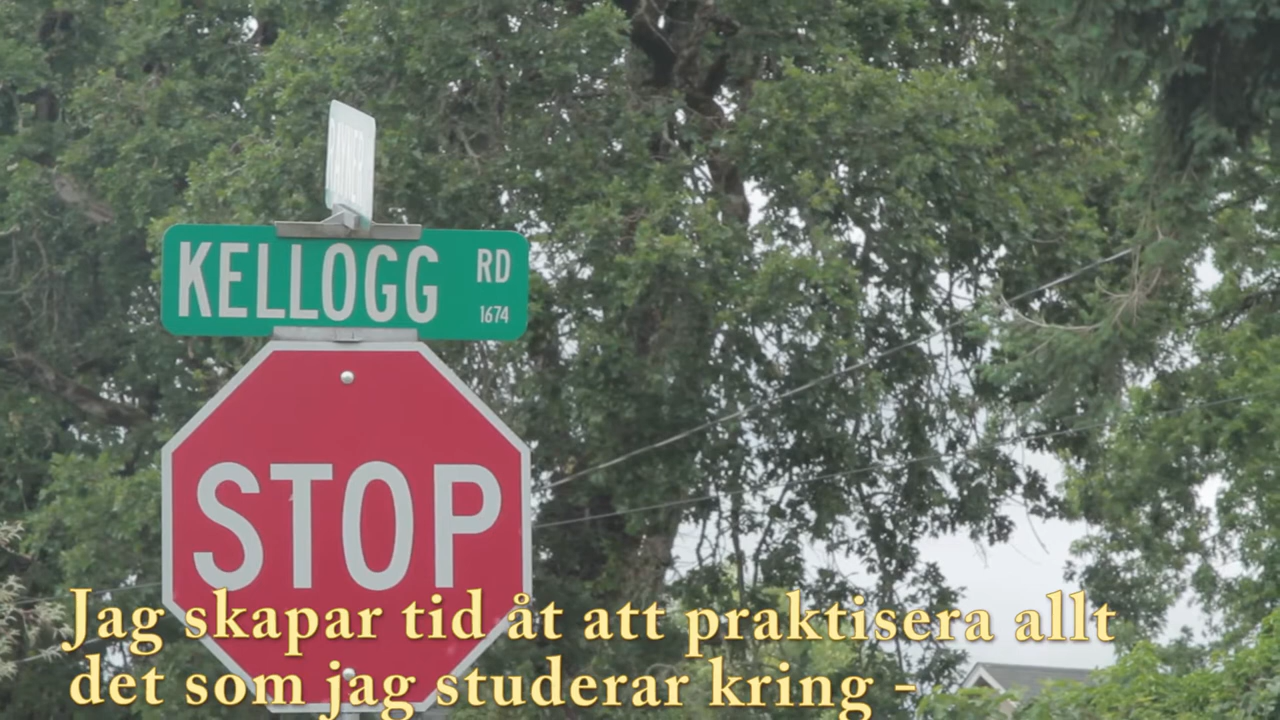 KELLOGG RD
1674
STOP
Jag skapar tid åt att praktisera allt
det som jag studerar kring -